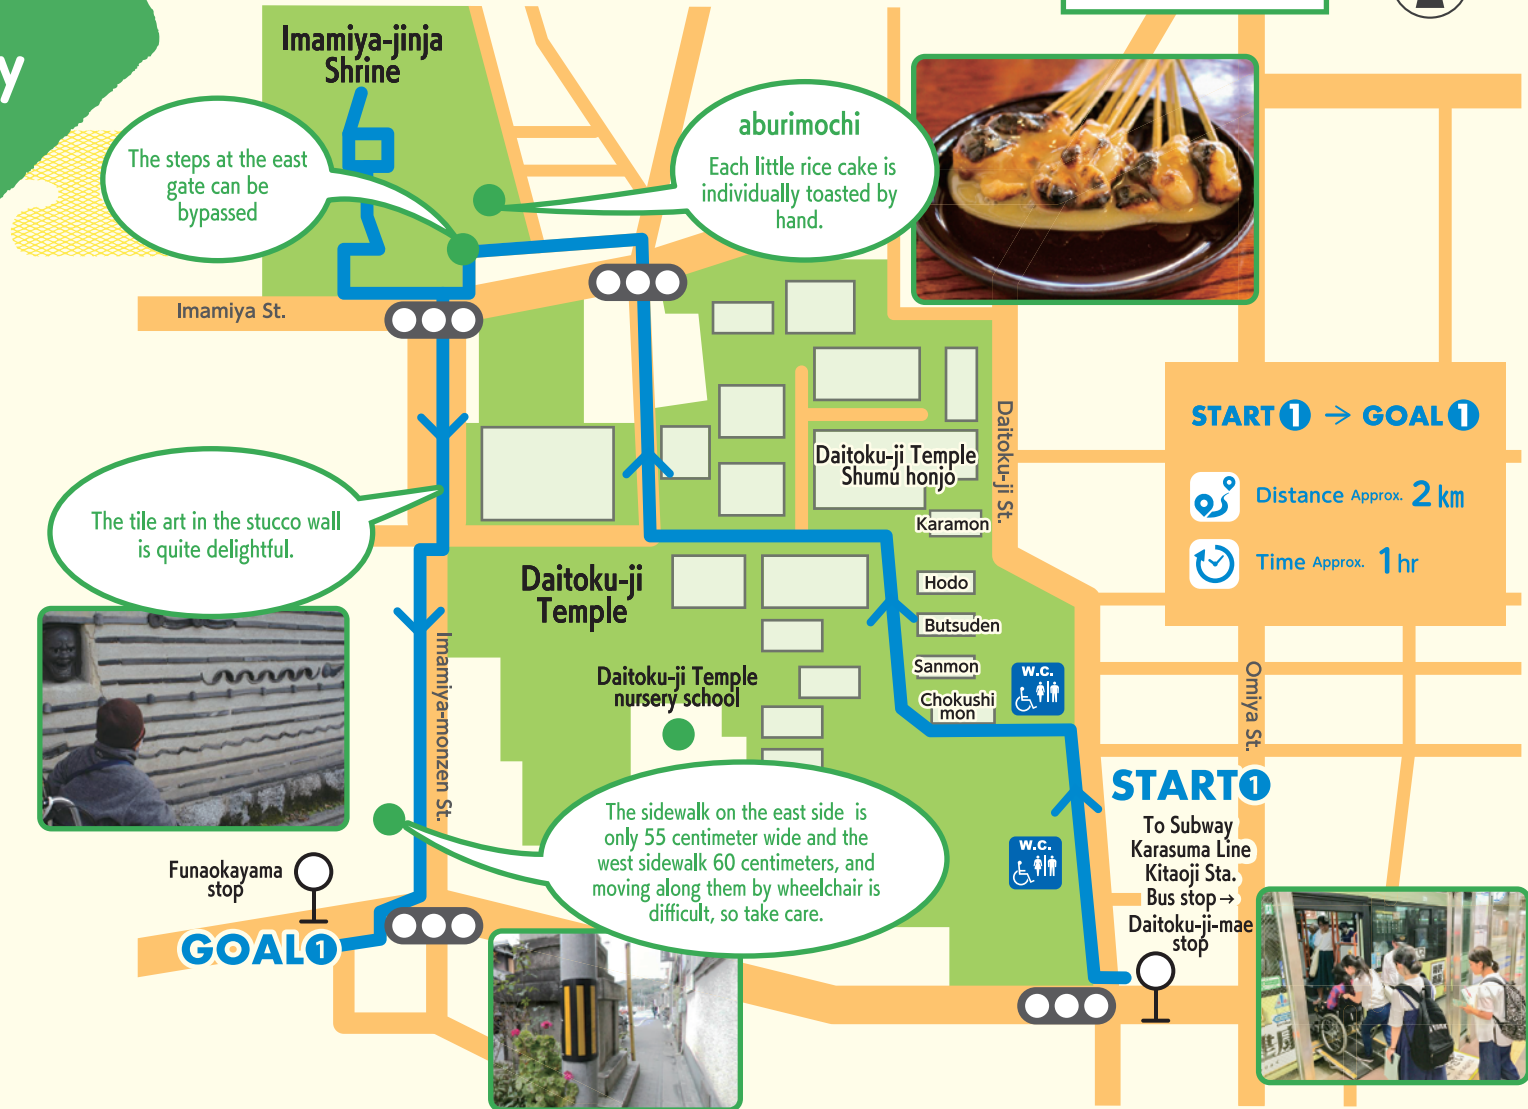 y
Imamiya-jinja
Shrine
The steps at the east
gate can be
bypassed
aburimochi
Each little rice cake is
individually toasted by
hand.
Imamiya St.
START 1 → GOAL 1
Distance Approx. 2 km
Time Approx. 1 hr
Daitoku-ji St.
Daitoku-ji Temple
Shumu honjo
Karamon
Hodo
Butsuden
Sanmon
Chokushi
mon
The tile art in the stucco wall
is quite delightful.
Daitoku-ji
Temple
Daitoku-ji Temple
nursery school
Imamiya-monzen St.
W.C.
Omiya St.
START 1
To Subway
Karasuma Line
Kitaoji Sta.
Bus stop →
Daitoku-ji-mae
stop
W.C.
The sidewalk on the east side is
only 55 centimeter wide and the
west sidewalk 60 centimeters, and
moving along them by wheelchair is
difficult, so take care.
Funaokayama
stop
GOAL 1